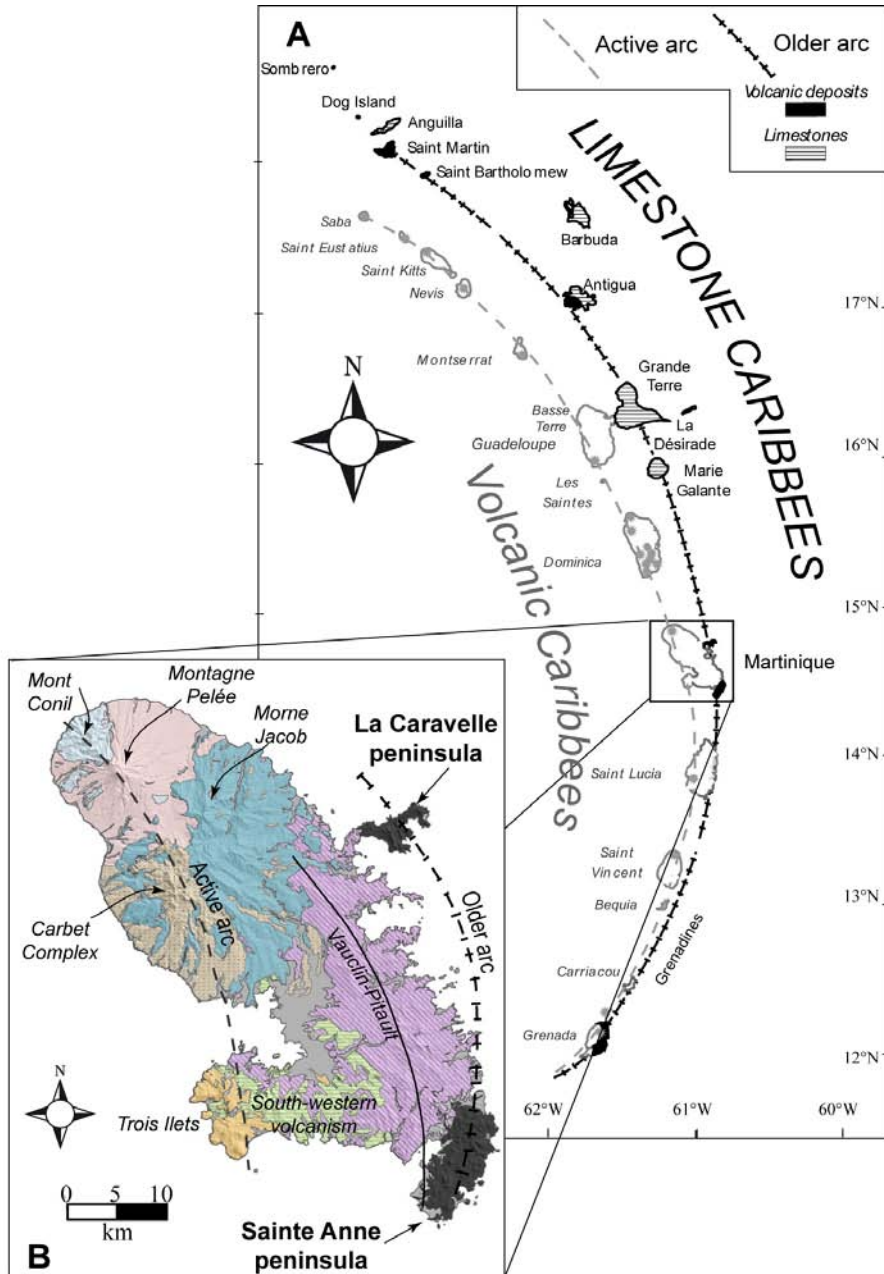 A
Active arc
Older arc
Volcanic deposits
Limestones
Sombrero
Dog Island
Anguilla
Saint Martin
Saint Bartholo mew
LIMESTONE CARIBBEES
Saba
Saint Eustatius
Saint Kitts
Nevis
Barbuda
Antigua
17°N
Montserrat
N
Grande
Terre
Basse
Terre
Guadeloupe
La
Désirade
16°N
Marie
Galante
Les
Saintes
Volcanic Caribbees
Dominica
15°N
Martinique
14°N
Saint Lucia
Saint
Vincent
13°N
Bequia
Grenadines
Carriacou
Grenada
12°N
62°W
61°W
60°W
Mont
Conil
Montagne
Pelée
Morne
Jacob
La Caravelle
peninsula
Active arc
Older arc
Carbet
Complex
Vauclin-Pitault
N
Trois Ilets
South-western
volcanism
0 5 10
km
Sainte Anne
peninsula
B